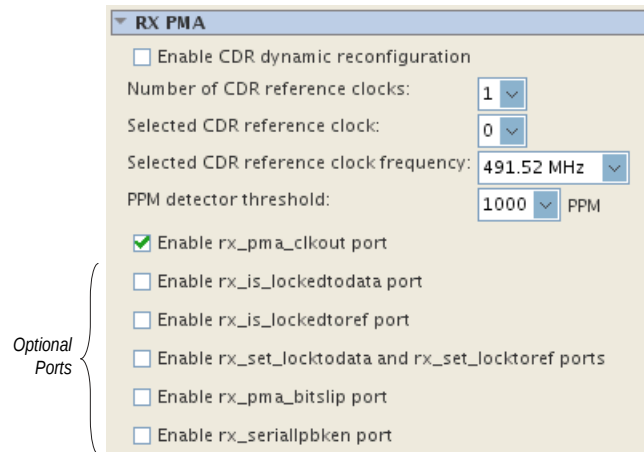 RX PMA
Enable CDR dynamic reconfiguration
Number of CDR reference clocks: 1
Selected CDR reference clock: 0
Selected CDR reference clock frequency: 491.52 MHz
PPM detector threshold: 1000 PPM
Enable rx_pma_clkout port
Enable rx_is_lockedtodata port
Enable rx_is_lockedtoref port
Optional
Ports
Enable rx_set_locktodata and rx_set_locktoref ports
Enable rx_pma_bitslip port
Enable rx_seriallpbken port